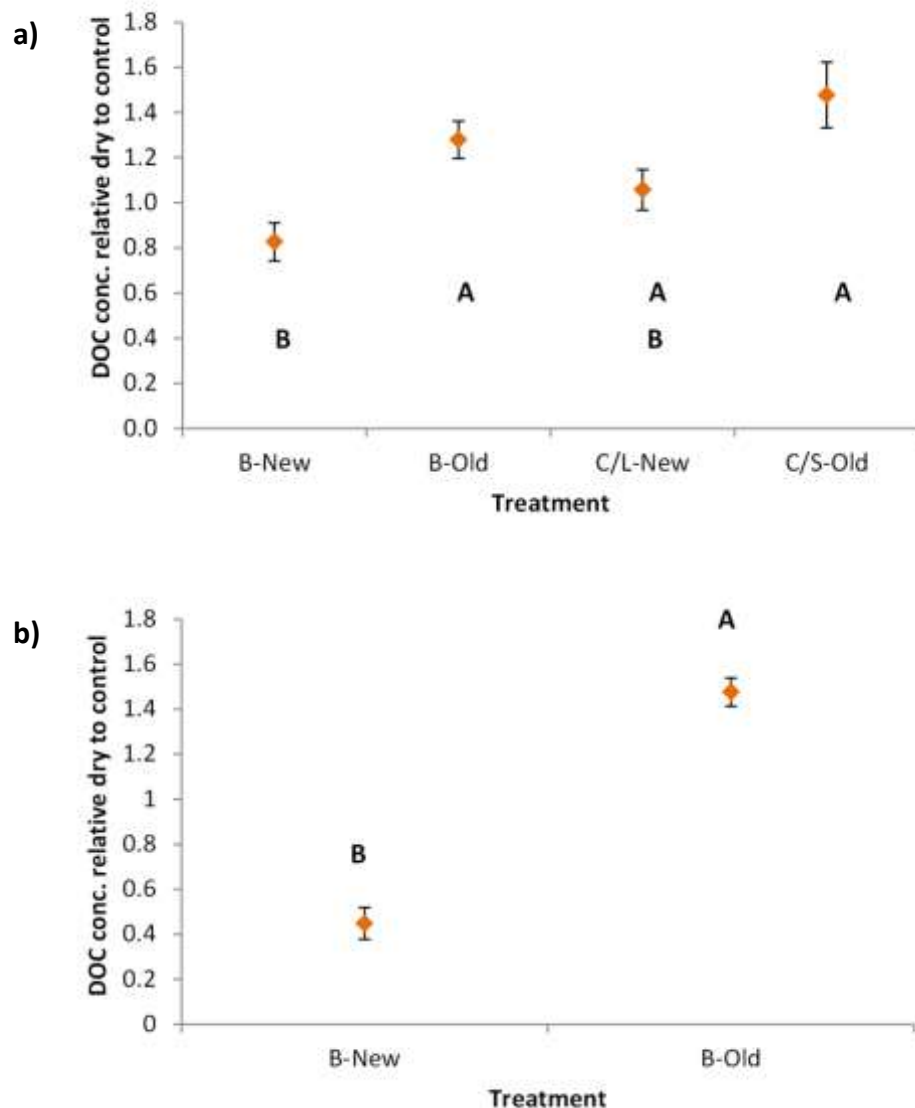 a)
DOC conc. relative dry to control
1.8
1.6
1.4
1.2
1.0
0.8
0.6
0.4
0.2
0.0
A A A
B B
B-New B-Old C/L-New C/S-Old
Treatment
b)
DOC conc. relative dry to control
1.8
1.6
1.4
1.2
1
0.8
0.6
0.4
0.2
0
A
B
B-New B-Old
Treatment